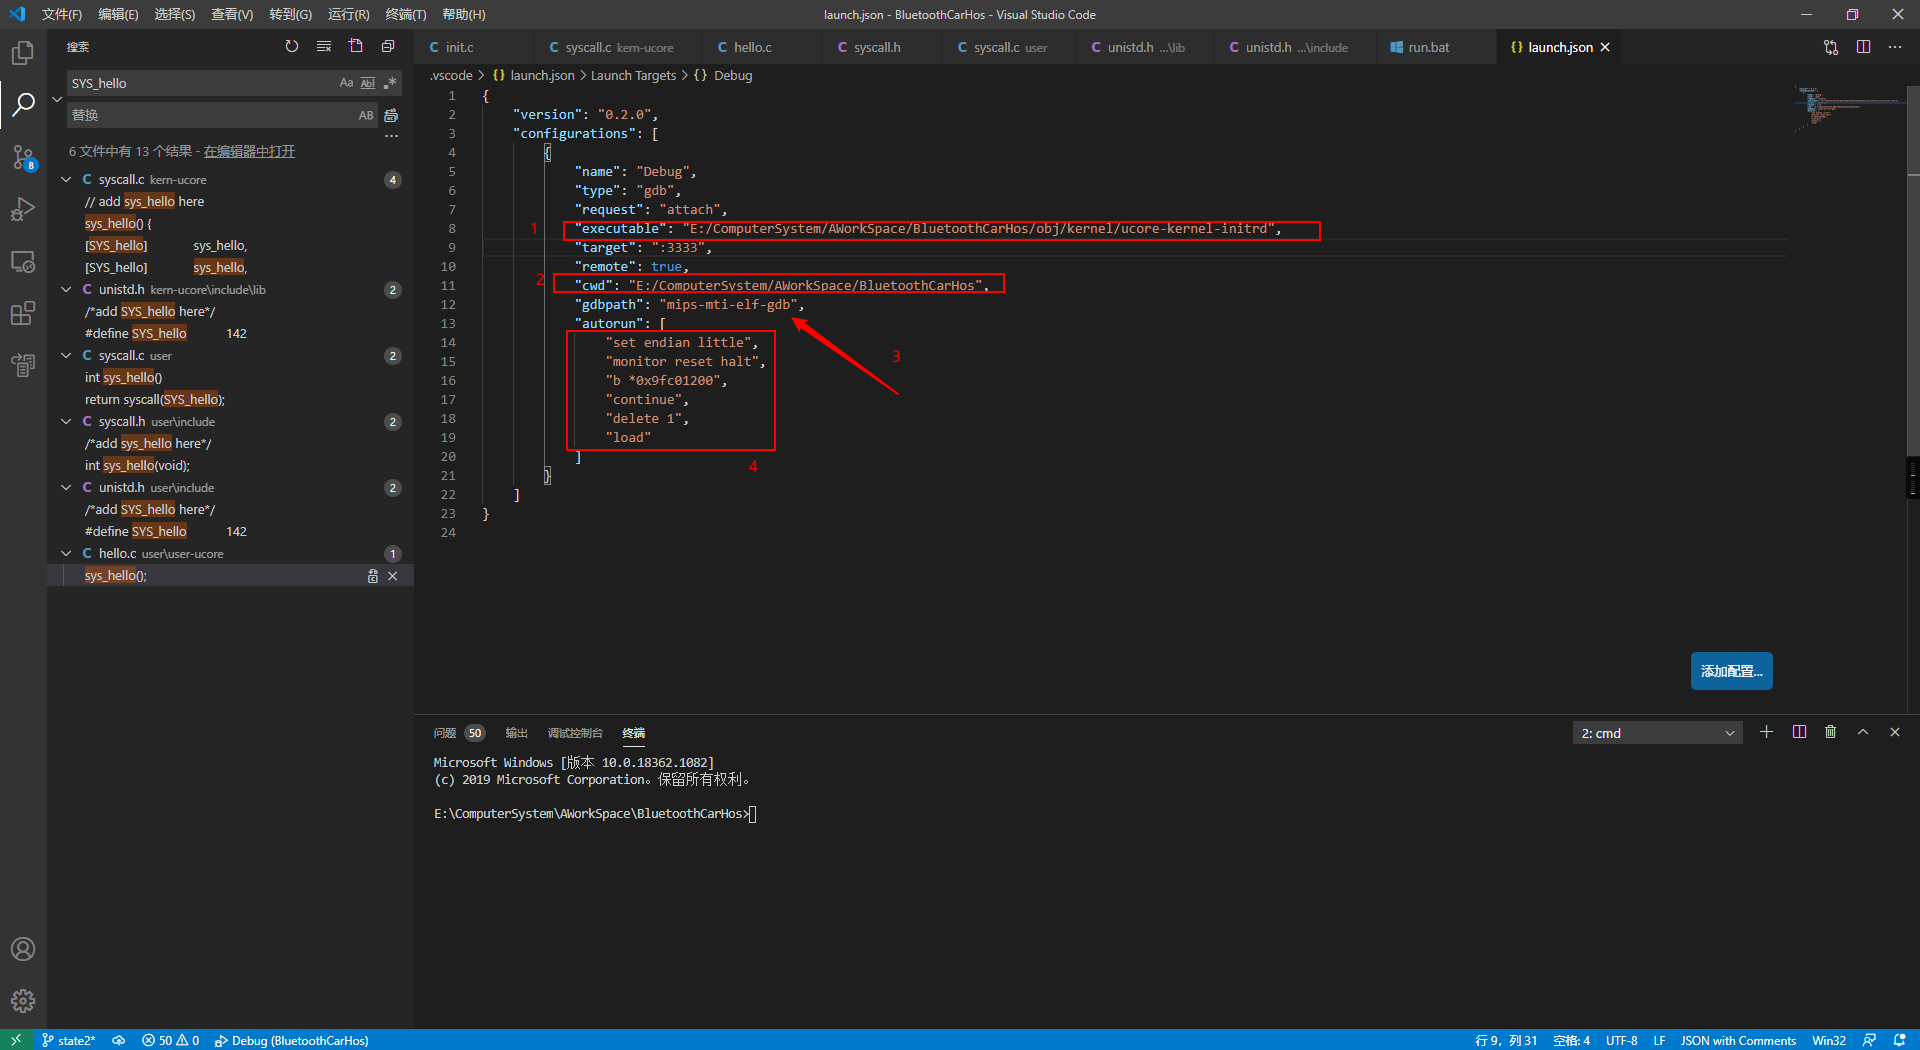 文件(F) 编辑(E) 选择(S) 查看(V) 转到(G) 运行(R) 终端(T) 帮助(H)
launch.json - BluetoothCarHos - Visual Studio Code
搜索
SYS_hello
Aa Abl .*
替换
AB
6 文件中有 13 个结果 - 在编辑器中打开
C syscall.c kern-ucore 4
// add sys_hello here
sys_hello() {
[SYS_hello] sys_hello,
[SYS_hello] sys_hello,
C unistd.h kern-ucore\include\lib 2
/*add SYS_hello here*/
#define SYS_hello 142
C syscall.c user 2
int sys_hello()
return syscall(SYS_hello);
C syscall.h user\include 2
/*add sys_hello here*/
int sys_hello(void);
C unistd.h user\include 2
/*add SYS_hello here*/
#define SYS_hello 142
C hello.c user\user-ucore 1
sys_hello();
8
C init.c
C syscall.c kern-ucore
C hello.c
C syscall.h
C syscall.c user
C unistd.h ...\lib
C unistd.h ...\include
run.bat
{} launch.json
.vscode > {} launch.json > Launch Targets > {} Debug
1 {
2 "version": "0.2.0",
3 "configurations": [
4 {
5 "name": "Debug",
6 "type": "gdb",
7 "request": "attach",
8 "executable": "E:/ComputerSystem/AWorkSpace/BluetoothCarHos/obj/kernel/ucore-kernel-initrd",
9 "target": ":3333",
10 "remote": true,
11 "cwd": "E:/ComputerSystem/AWorkSpace/BluetoothCarHos",
12 "gdbpath": "mips-mti-elf-gdb",
13 "autorun": [
14 "set endian little",
15 "monitor reset halt",
16 "b *0x9fc01200",
17 "continue",
18 "delete 1",
19 "load"
20 ]
21 }
22 ]
23 }
24
1
2
3
4
添加配置...
问题 50 输出 调试控制台 终端
2: cmd
Microsoft Windows [版本 10.0.18362.1082]
(c) 2019 Microsoft Corporation。保留所有权利。
E:\ComputerSystem\AWorkSpace\BluetoothCarHos>
state2* 50 0 Debug (BluetoothCarHos)
行 9，列 31 空格: 4 UTF-8 LF JSON with Comments Win32